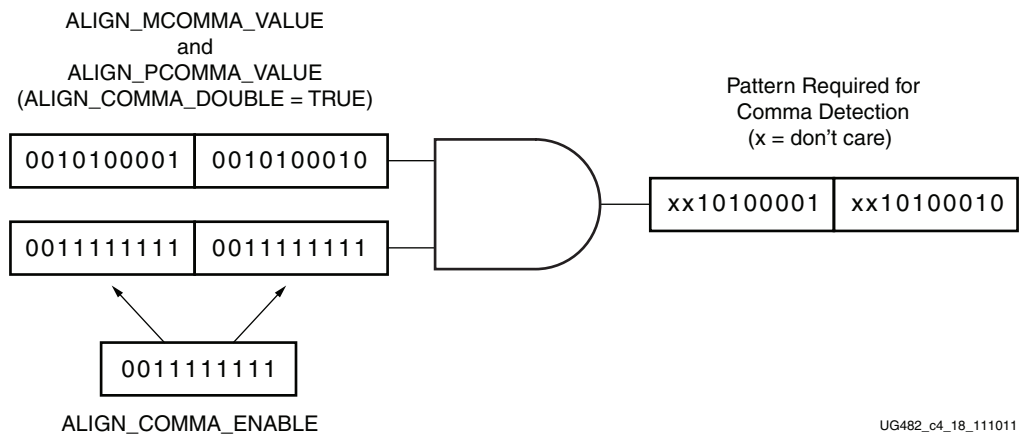 ALIGN_MCOMMA_VALUE
and
ALIGN_PCOMMA_VALUE
(ALIGN_COMMA_DOUBLE = TRUE)
Pattern Required for
Comma Detection
(x = don't care)
0010100001 0010100010
xx10100001 xx10100010
0011111111 0011111111
0011111111
ALIGN_COMMA_ENABLE
UG482_c4_18_111011